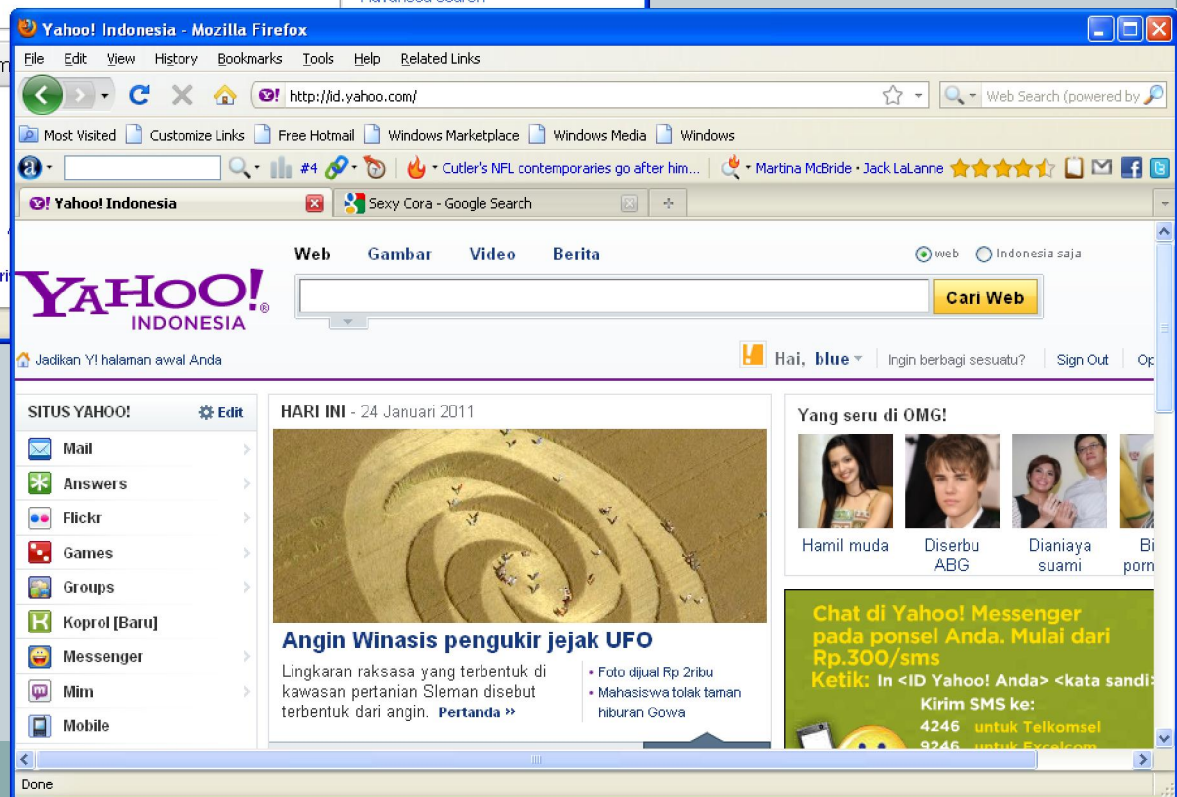 Yahoo! Indonesia - Mozilla Firefox
File Edit View History Bookmarks Tools Help Related Links
http://id.yahoo.com/
Web Search (powered by
Most Visited Customize Links Free Hotmail Windows Marketplace Windows Media Windows
#4 Cutler's NFL contemporaries go after him... Martina McBride • Jack LaLanne
Yahoo! Indonesia
Sexy Cora - Google Search
Web Gambar Video Berita
web Indonesia saja
YAHOO!®
INDONESIA
Cari Web
Jadikan Y! halaman awal Anda
Hai, blue
Ingin berbagi sesuatu?
Sign Out
Op
SITUS YAHOO!
Edit
Mail
Answers
Flickr
Games
Groups
Koprol [Baru]
Messenger
Mim
Mobile
HARI INI - 24 Januari 2011
Angin Winasis pengukir jejak UFO
Lingkaran raksasa yang terbentuk di
kawasan pertanian Sleman disebut
terbentuk dari angin. Pertanda »
• Foto dijual Rp 2ribu
• Mahasiswa tolak taman
hiburan Gowa
Yang seru di OMG!
Hamil muda
Diserbu
ABG
Dianiaya
suami
Bi
porn
Chat di Yahoo! Messenger
pada ponsel Anda. Mulai dari
Rp.300/sms
Ketik: In <ID Yahoo! Anda> <kata sandi>
Kirim SMS ke:
4246 untuk Telkomsel
9246 untuk Excelcom
Done